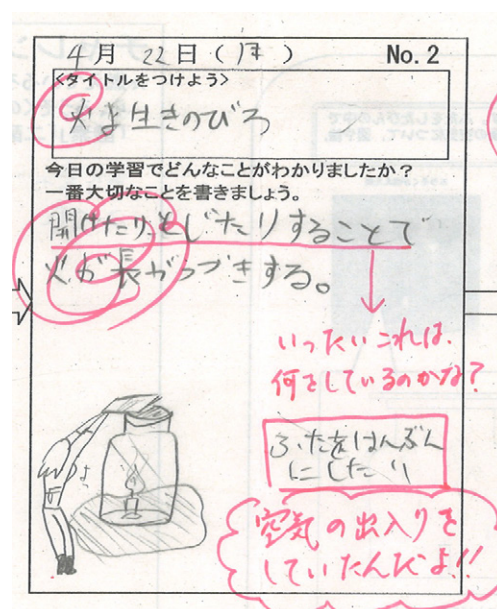 4月 22日（月） No. 2
<タイトルをつけよう>
火よ生きのびろ
今日の学習でどんなことがわかりましたか？
一番大切なことを書きましょう。
開けたり、とじたりすることで
火が長がつづきする。
いったいこれは、
何をしているのかな？
ふたをはんぶん
にしたり
空気の出入りを
していたんだよ!!